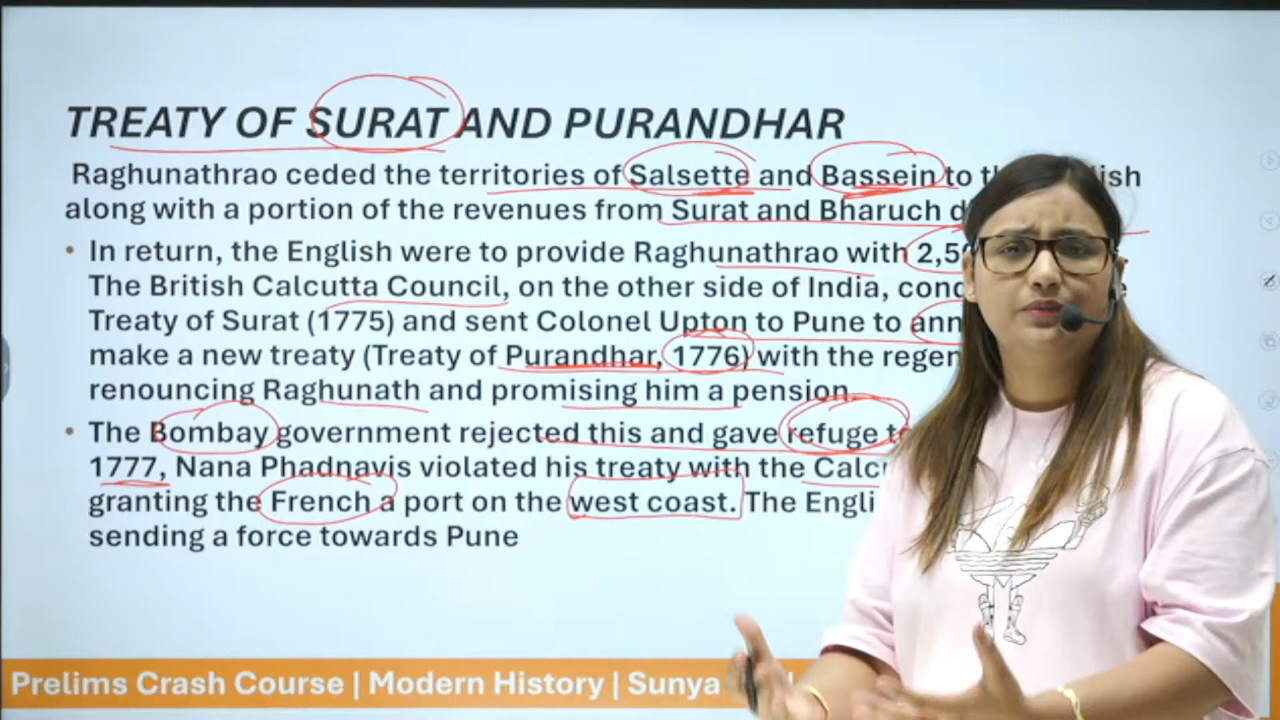 TREATY OF SURAT AND PURANDHAR
Raghunathrao ceded the territories of Salsette and Bassein to
along with a portion of the revenues from Surat and Bharuch
• In return, the English were to provide Raghunathrao with
The British Calcutta Council, on the other side of India,
Treaty of Surat (1775) and sent Colonel Upton to Pune to
make a new treaty (Treaty of Purandhar, 1776) with the
renouncing Raghunath and promising him a pension.
• The Bombay government rejected this and gave refuge
1777, Nana Phadnavis violated his treaty with the
granting the French a port on the west coast. The
sending a force towards Pune
Prelims Crash Course | Modern History | Sunya